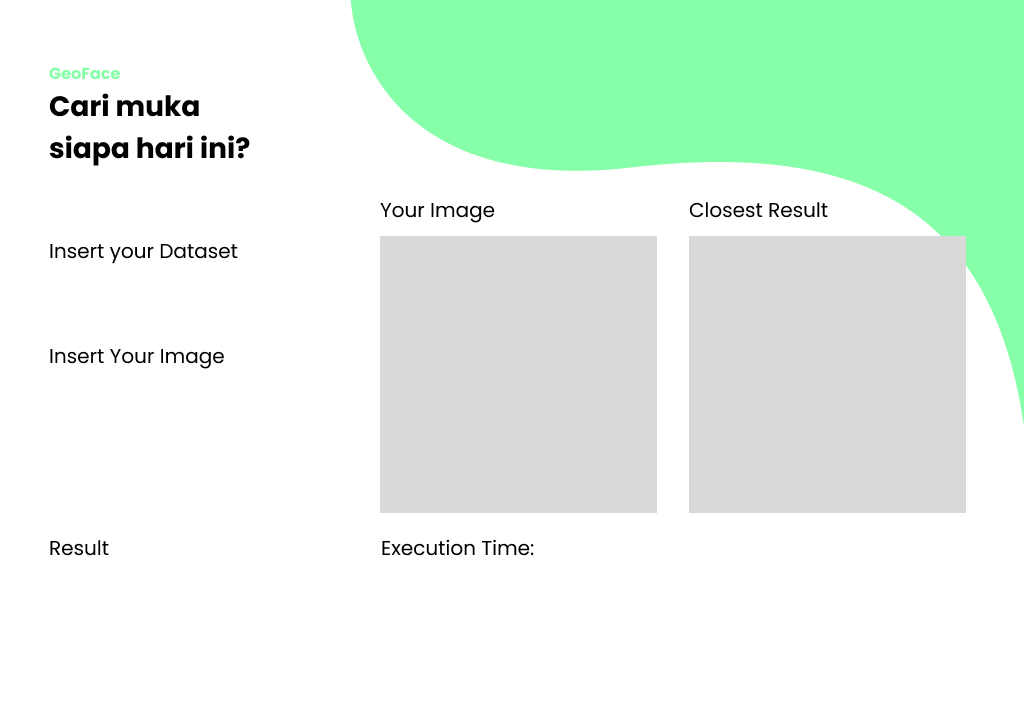 GeoFace
Cari muka
siapa hari ini?
Your Image
Closest Result
Insert your Dataset
Insert Your Image
Result
Execution Time: